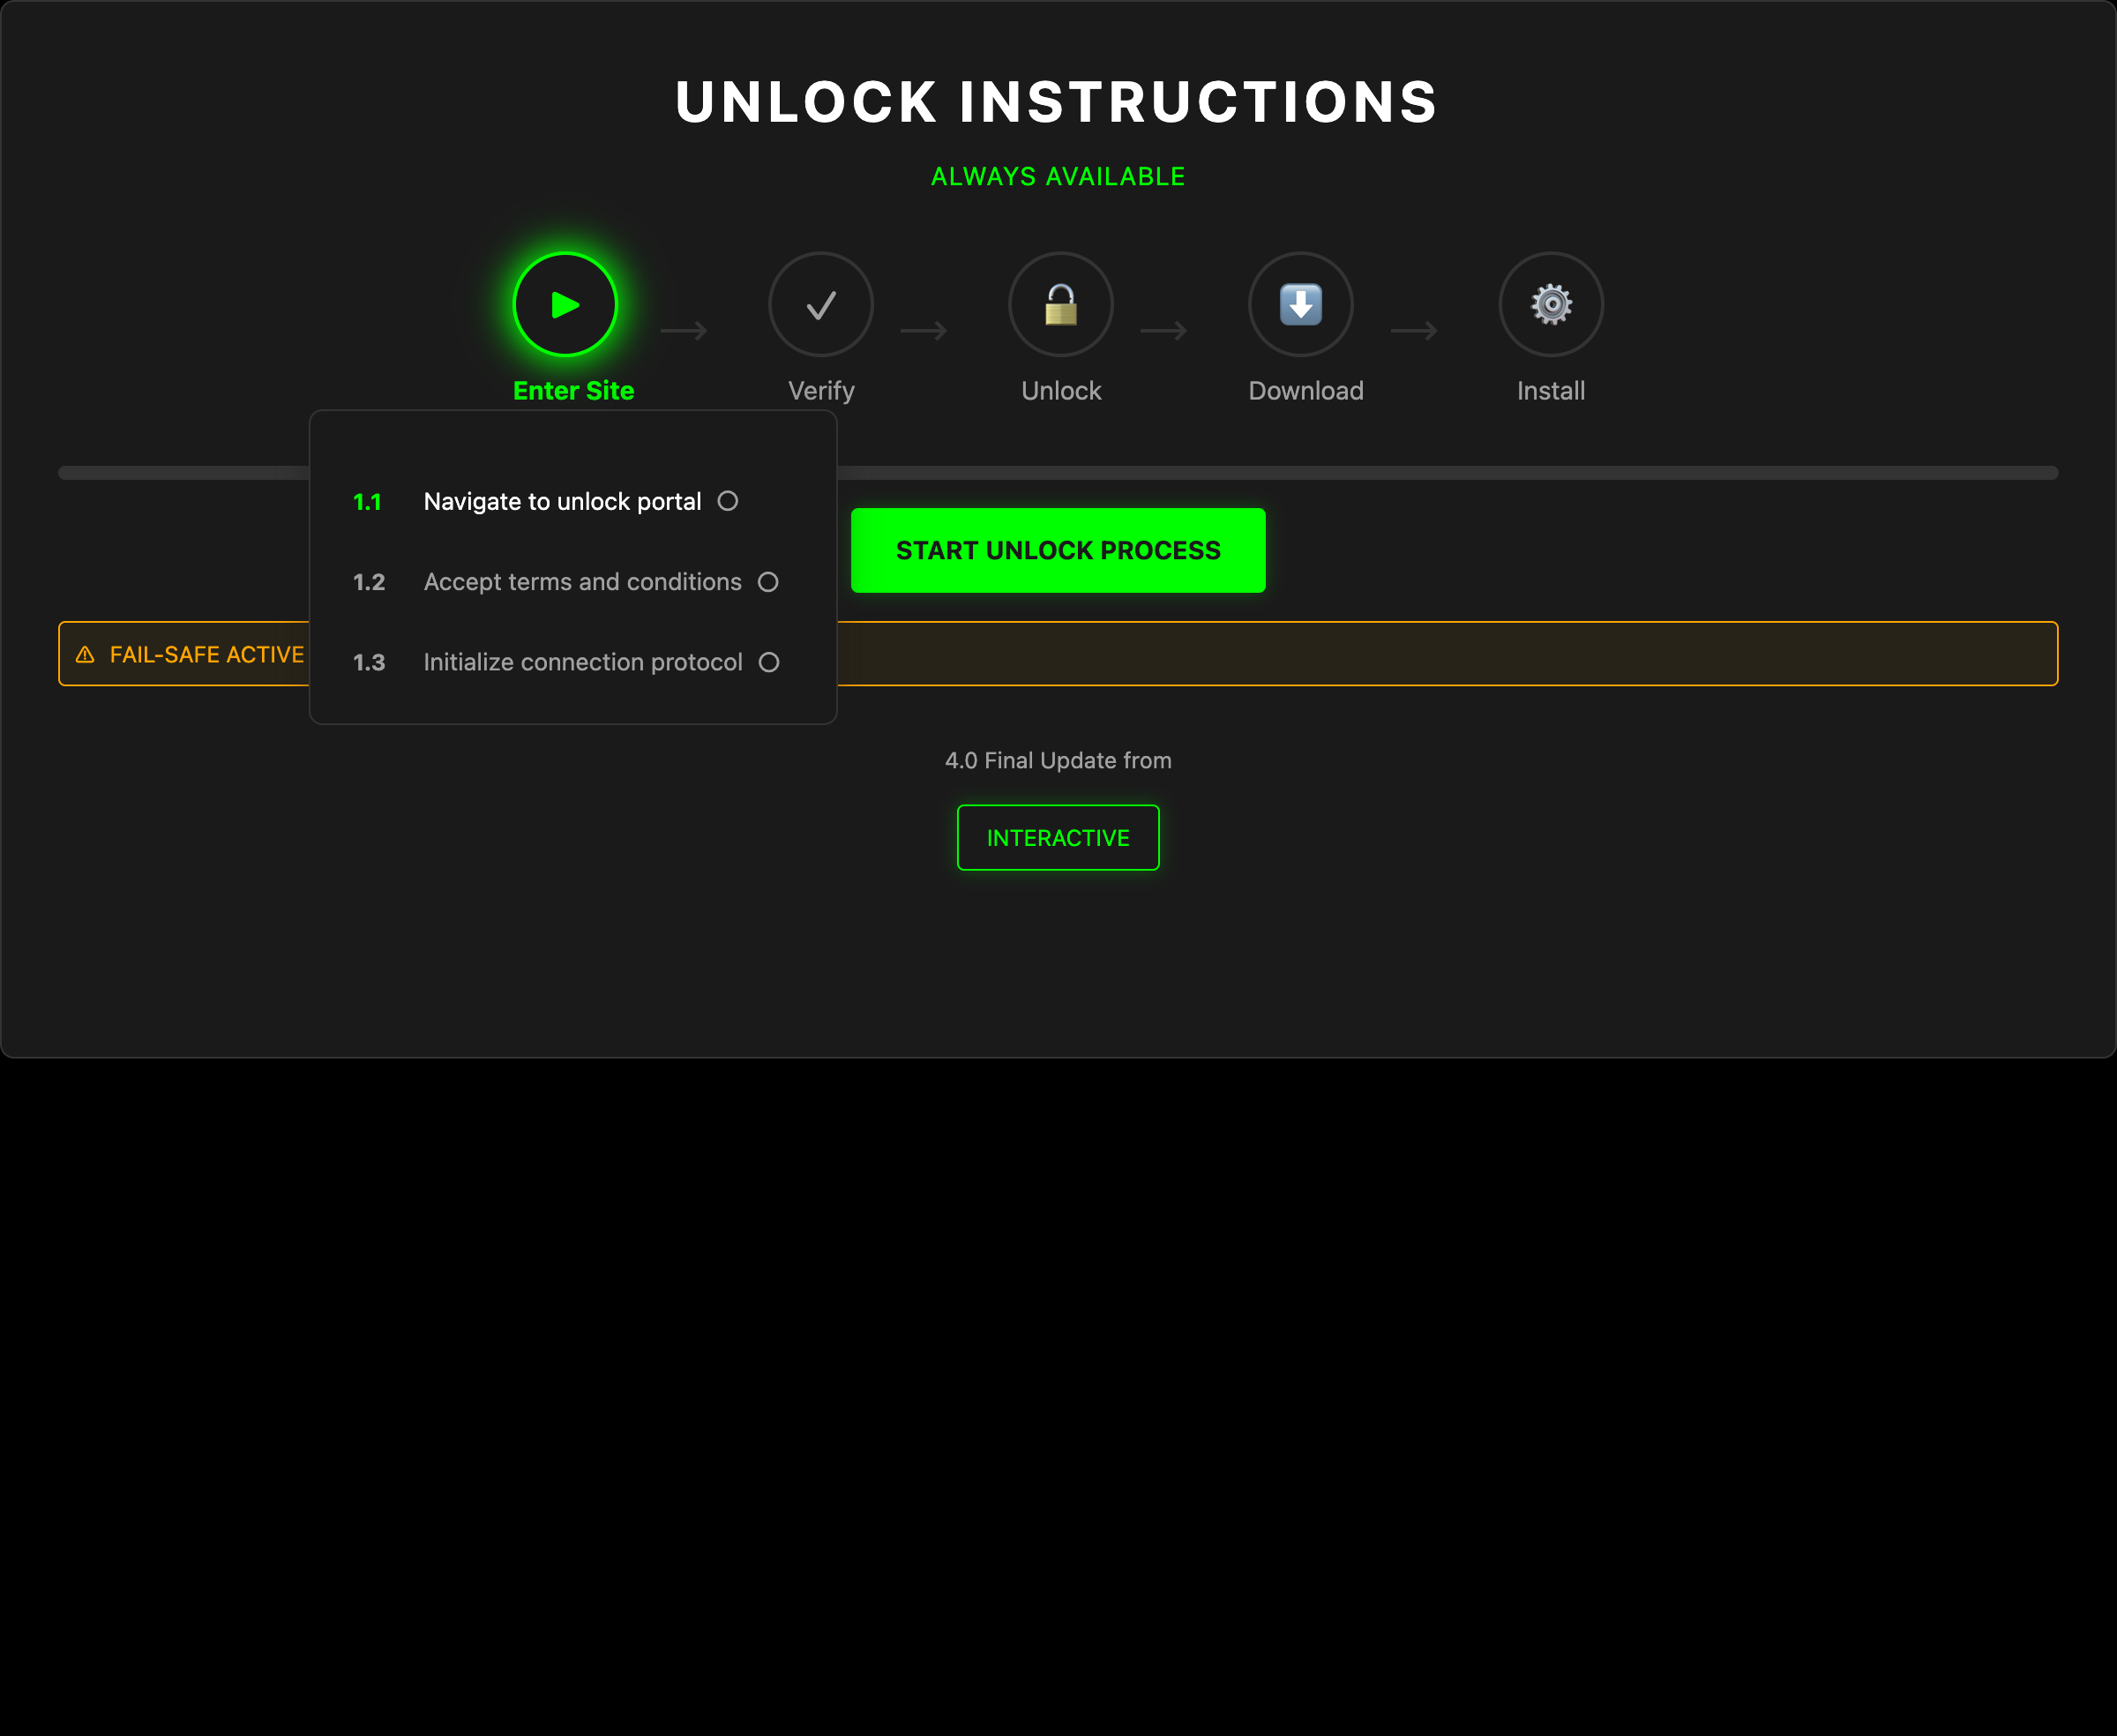 UNLOCK INSTRUCTIONS
ALWAYS AVAILABLE
Enter Site
Verify
Unlock
Download
Install
1.1 Navigate to unlock portal
1.2 Accept terms and conditions
1.3 Initialize connection protocol
START UNLOCK PROCESS
FAIL-SAFE ACTIVE
4.0 Final Update from
INTERACTIVE